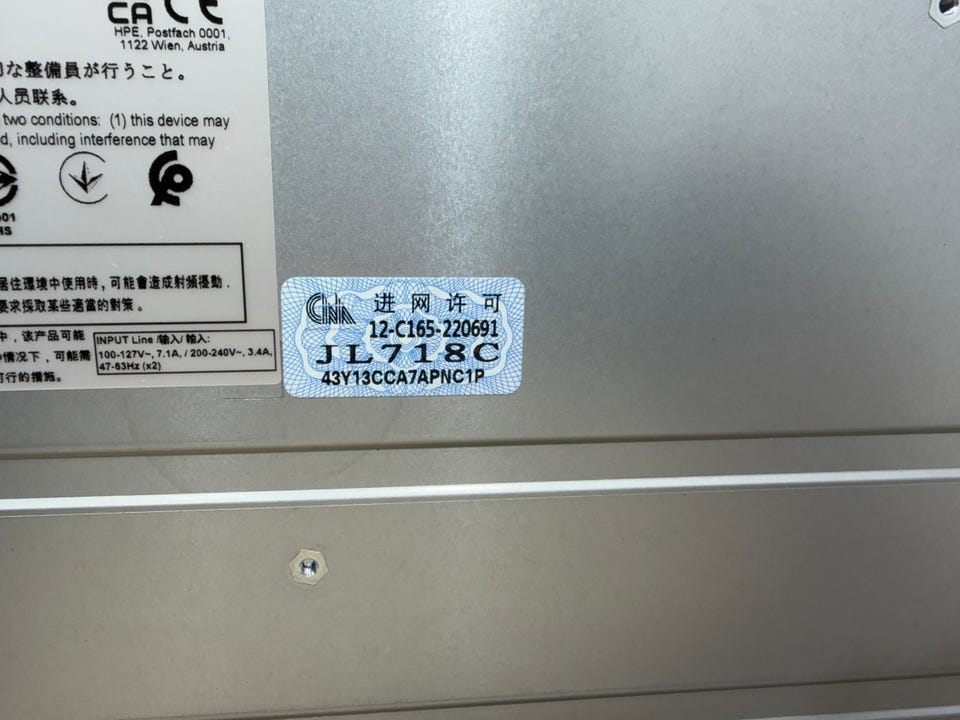 CA CE
HPE, Postfach 0001,
1122 Wien, Austria
な整備員が行うこと。
人员联系。
two conditions: (1) this device may
d, including interference that may
居住環境中使用時，可能會造成射頻擾動．
要求採取某些適當的對策。
中，该产品可能
情况下，可能需
可行的措施。
INPUT Line /输入/ 輸入:
100-127V~, 7.1A, / 200-240V~, 3.4A,
47-63Hz (x2)
CNA 进网许可
12-C165-220691
JL718C
43Y13CCA7APNC1P